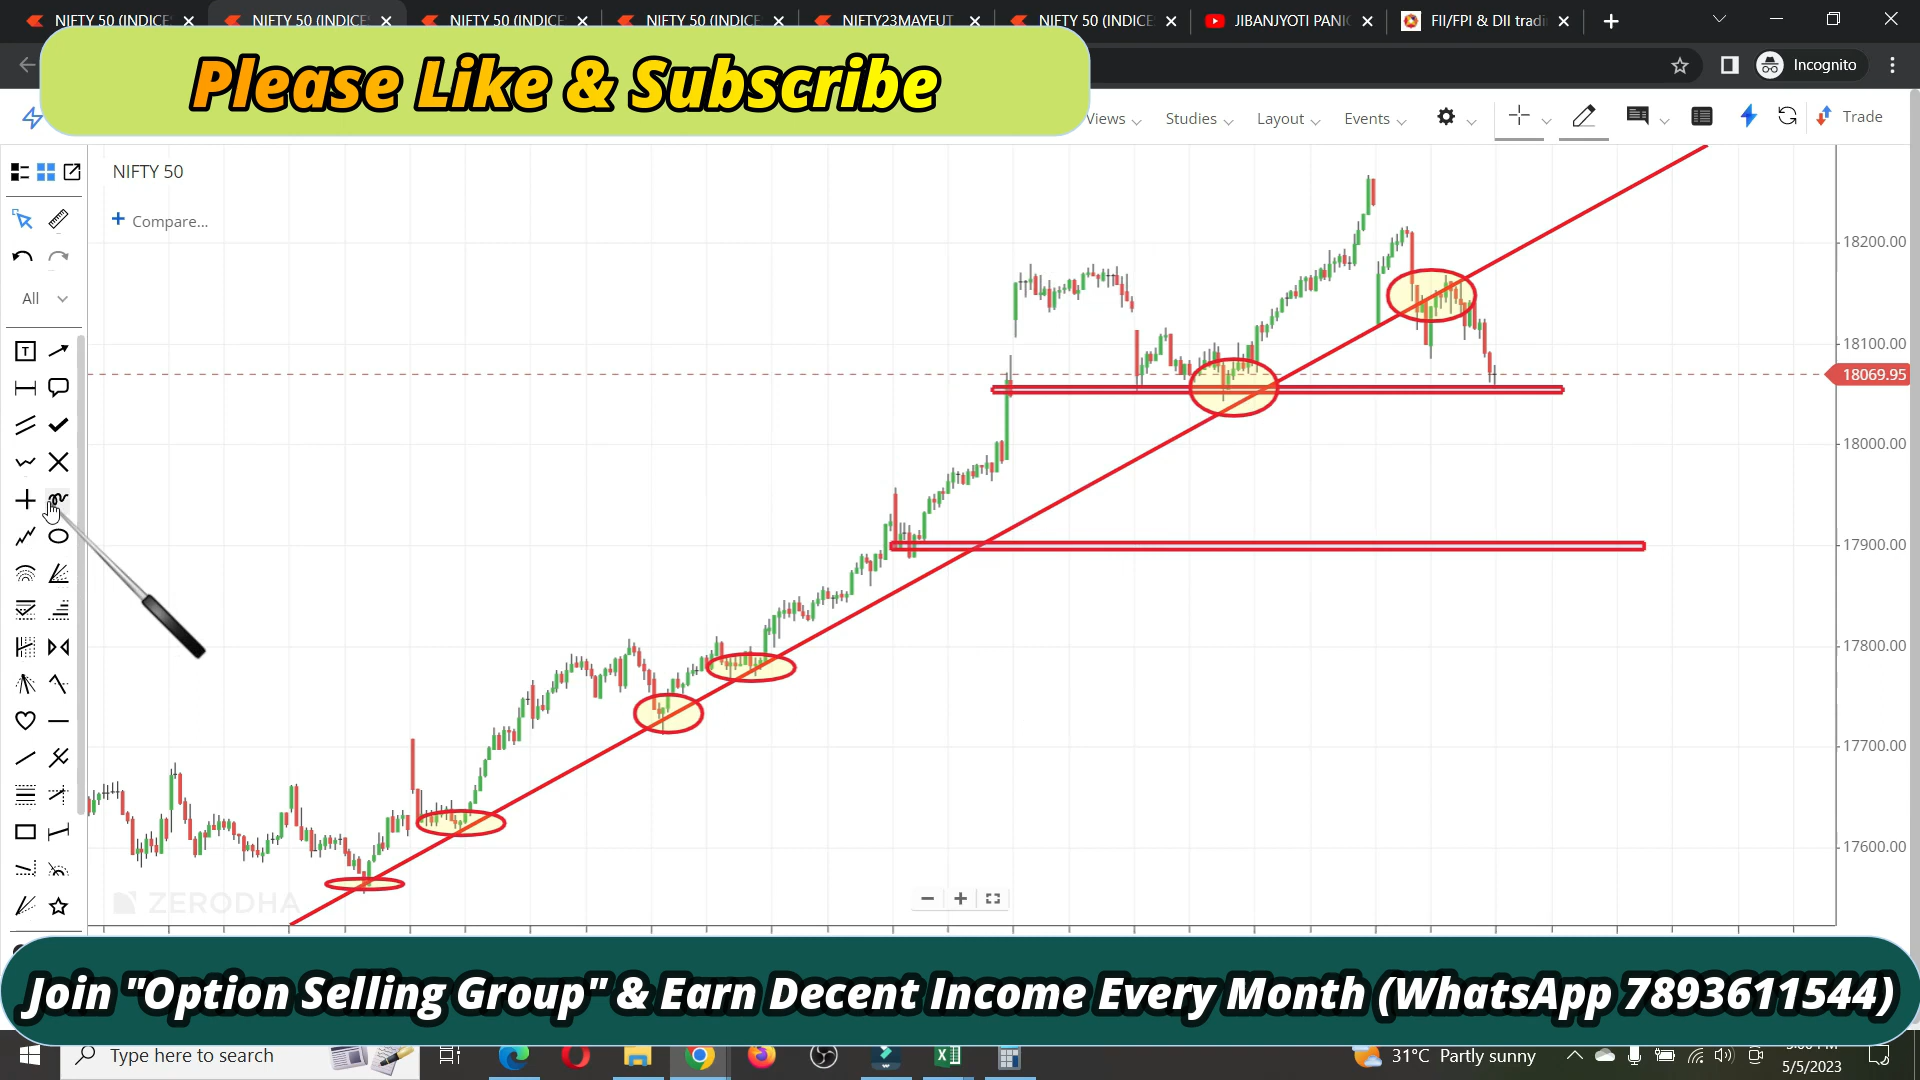 NIFTY 50 (INDICE
NIFTY 50 (INDICE
NIFTY 50 (INDICE
NIFTY 50 (INDICE
NIFTY23MAYFUT
NIFTY 50 (INDICE
JIBANJYOTI PANI
FII/FPI & DII tradi
Please Like & Subscribe
Incognito
Views
Studies
Layout
Events
Trade
NIFTY 50
+ Compare...
All
T
18200.00
18100.00
18069.95
18000.00
17900.00
17800.00
17700.00
17600.00
ZERODHA
Join "Option Selling Group" & Earn Decent Income Every Month (WhatsApp 7893611544)
Type here to search
31°C Partly sunny
5/5/2023